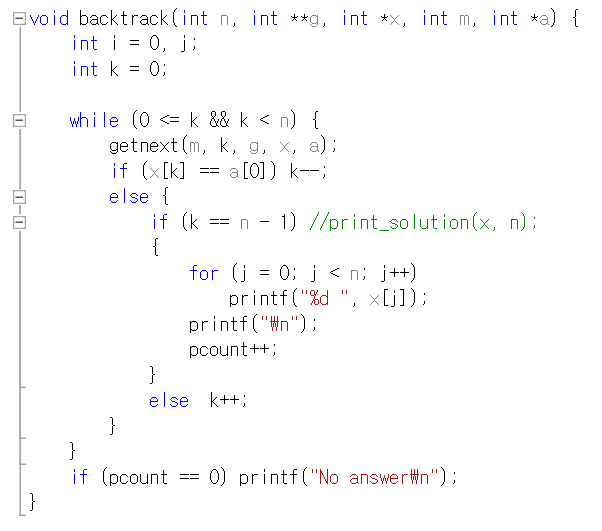 void backtrack(int n, int **g, int *x, int m, int *a) {
    int i = 0, j;
    int k = 0;

    while (0 <= k && k < n) {
        getnext(m, k, g, x, a);
        if (x[k] == a[0]) k--;
        else {
            if (k == n - 1) //print_solution(x, n);
            {
                for (j = 0; j < n; j++)
                    printf("%d ", x[j]);
                printf("₩n");
                pcount++;
            }
            else  k++;
        }
    }
    if (pcount == 0) printf("No answer₩n");
}